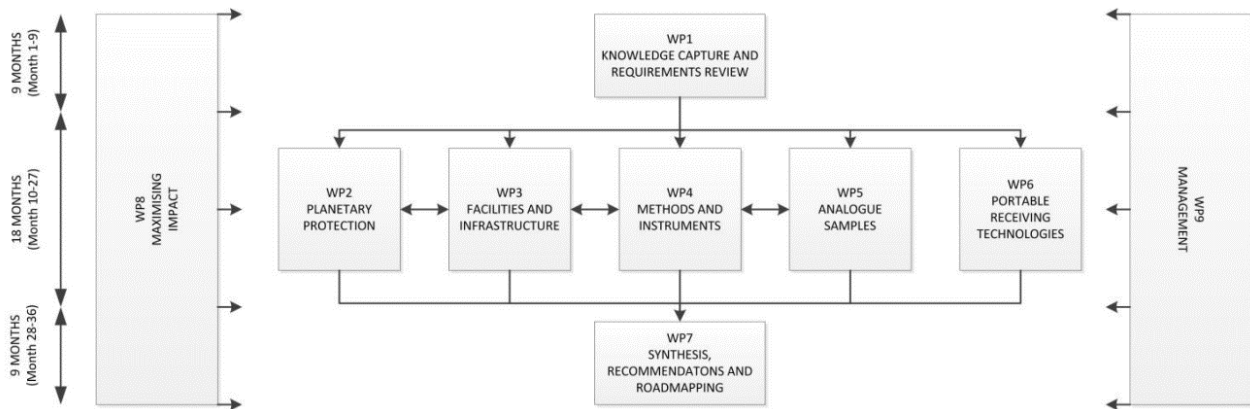 9 MONTHS
(Month 1-9)
18 MONTHS
(Month 10-27)
9 MONTHS
(Month 28-36)
WP8
MAXIMISING
IMPACT
WP1
KNOWLEDGE CAPTURE AND
REQUIREMENTS REVIEW
WP2
PLANETARY
PROTECTION
WP3
FACILITIES AND
INFRASTRUCTURE
WP4
METHODS AND
INSTRUMENTS
WP5
ANALOGUE
SAMPLES
WP6
PORTABLE
RECEIVING
TECHNOLOGIES
WP7
SYNTHESIS,
RECOMMENDATONS AND
ROADMAPPING
WP9
MANAGEMENT